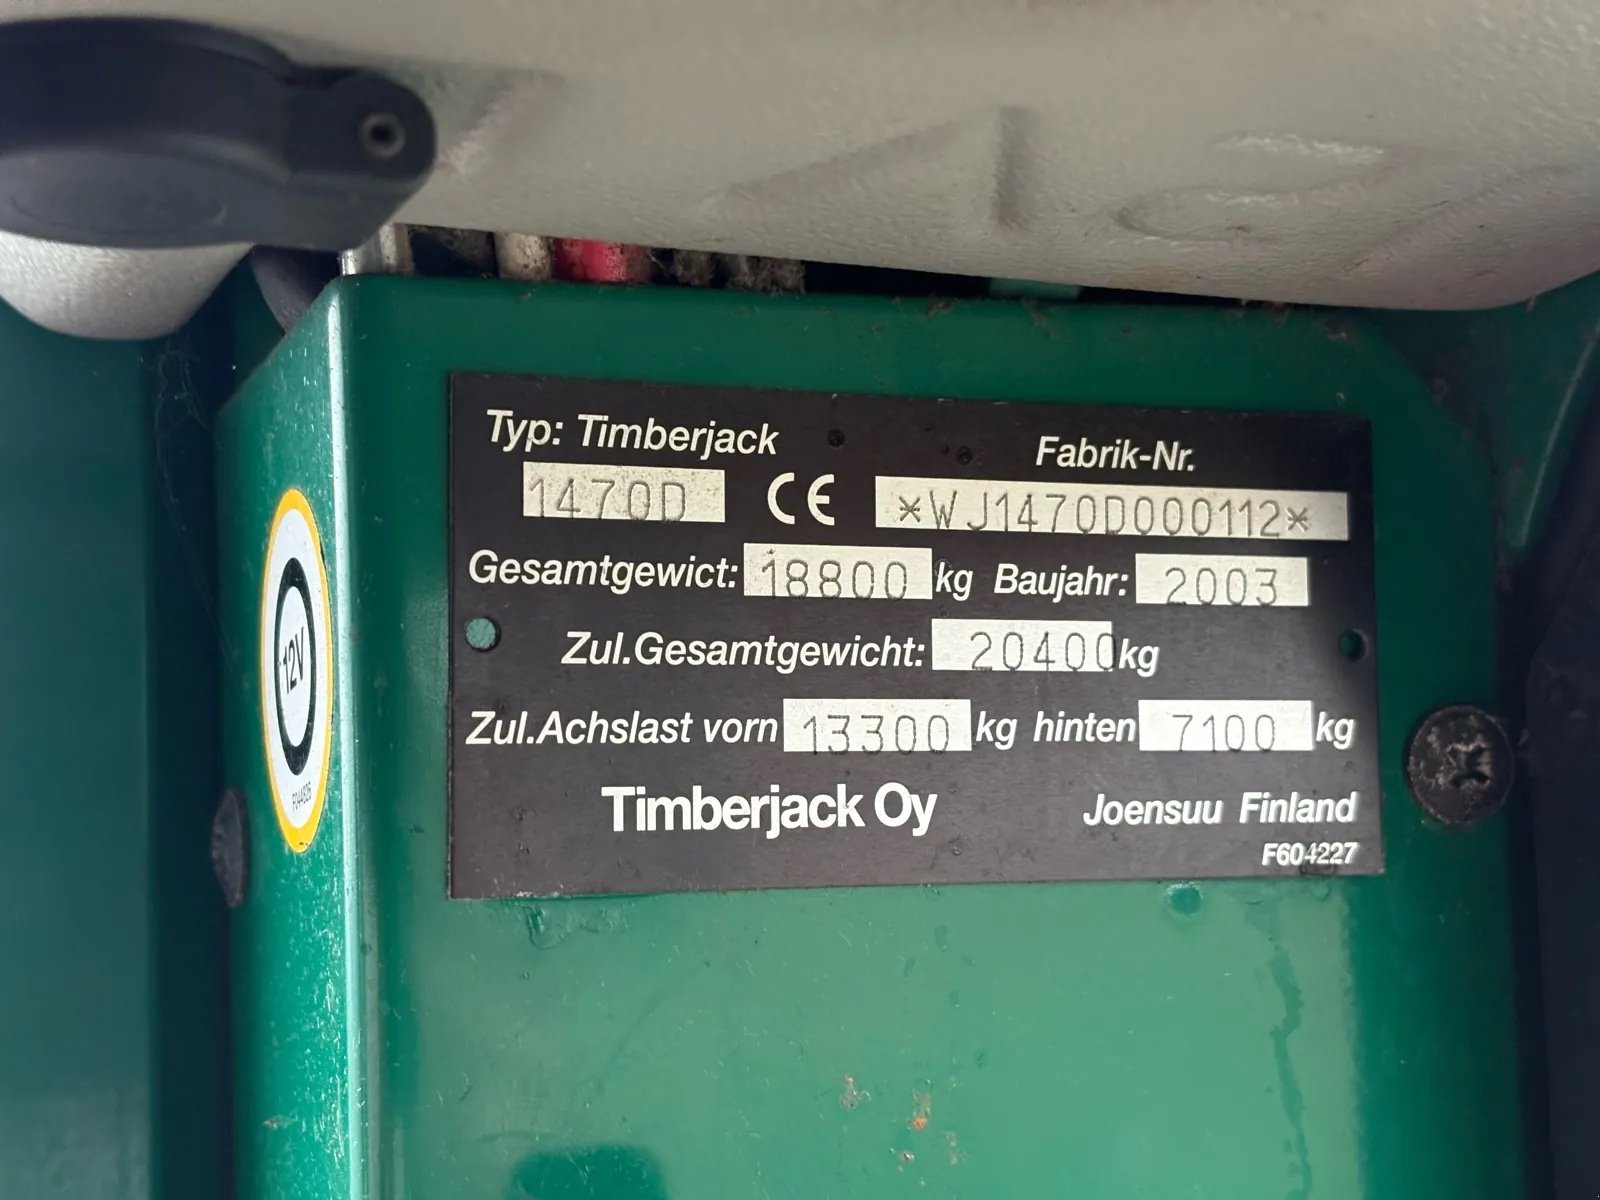 Typ: Timberjack Fabrik-Nr.
1470D CE *WJ1470D000112*
Gesamtgewict: 18800 kg Baujahr: 2003
Zul.Gesamtgewicht: 20400 kg
Zul.Achslast vorn 13300 kg hinten 7100 kg
Timberjack Oy Joensuu Finland
F604227
12V
F044826